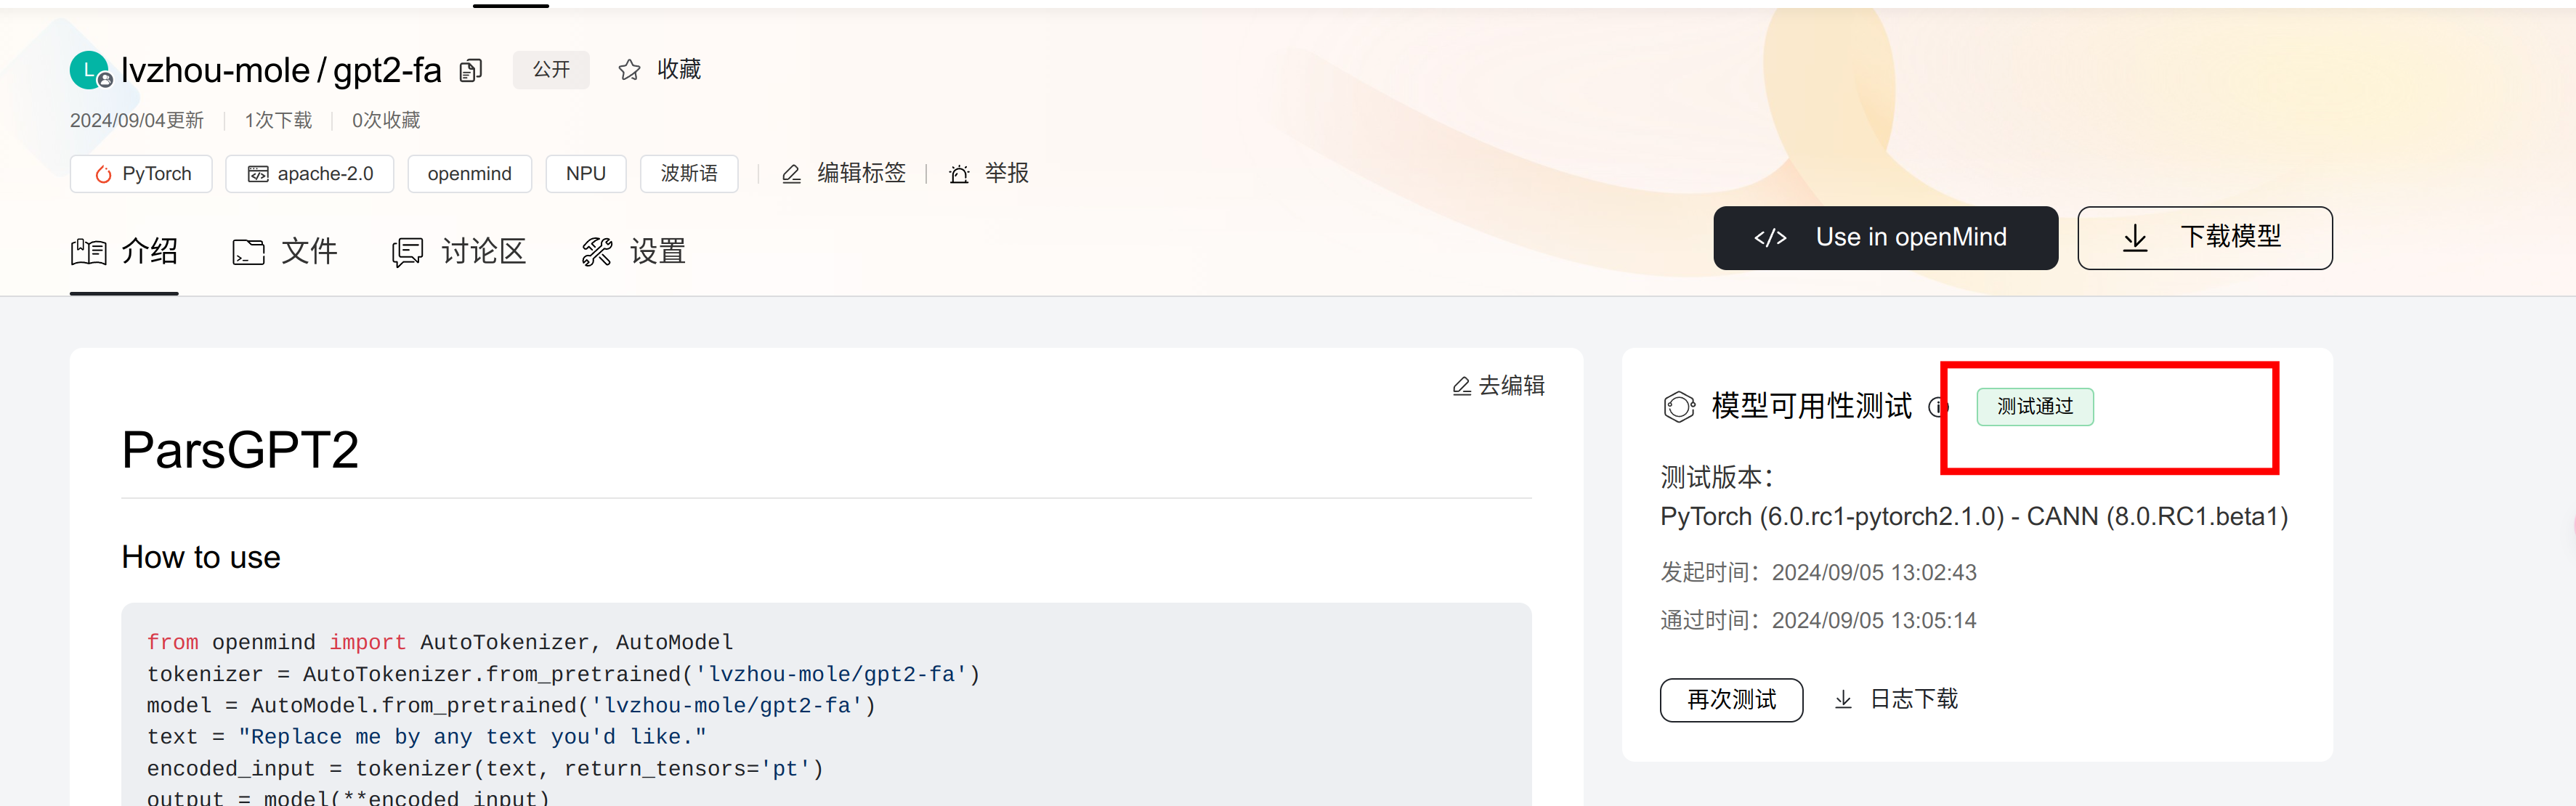 L lvzhou-mole / gpt2-fa 公开 收藏
2024/09/04更新 1次下载 0次收藏
PyTorch apache-2.0 openmind NPU 波斯语 编辑标签 举报
介绍 文件 讨论区 设置
</> Use in openMind 下载模型
去编辑
ParsGPT2
How to use
from openmind import AutoTokenizer, AutoModel
tokenizer = AutoTokenizer.from_pretrained('lvzhou-mole/gpt2-fa')
model = AutoModel.from_pretrained('lvzhou-mole/gpt2-fa')
text = "Replace me by any text you'd like."
encoded_input = tokenizer(text, return_tensors='pt')
output = model(**encoded_input)
模型可用性测试 测试通过
测试版本：
PyTorch (6.0.rc1-pytorch2.1.0) - CANN (8.0.RC1.beta1)
发起时间：2024/09/05 13:02:43
通过时间：2024/09/05 13:05:14
再次测试 日志下载